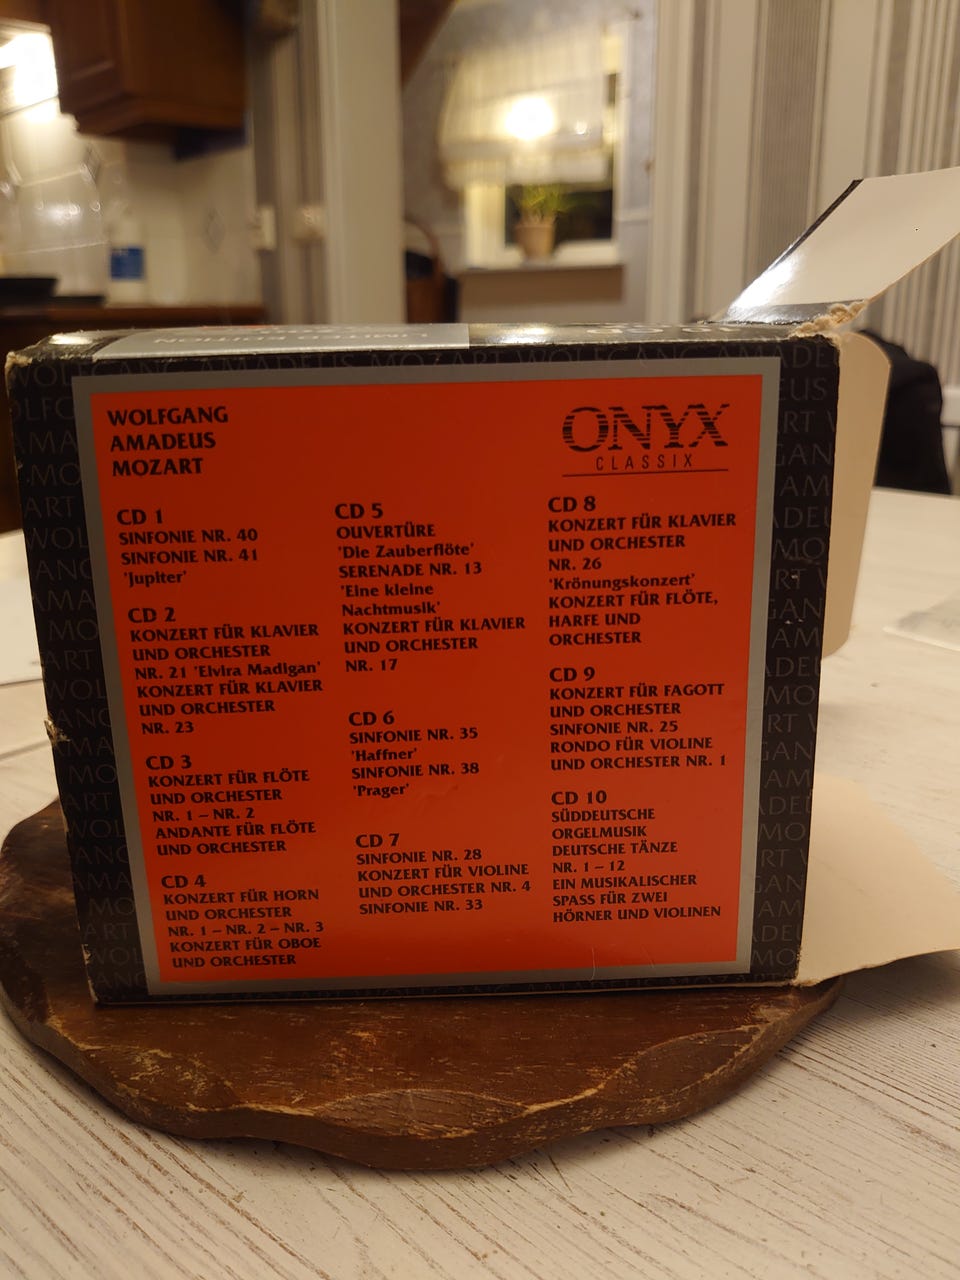 LIMITED EDITION
WOLFGANG AMADEUS MOZART WOLFGANG AMADEUS
WOLFGANG
AMADEUS
MOZART
ONYX
CLASSIX
CD 1
SINFONIE NR. 40
SINFONIE NR. 41
'Jupiter'
CD 2
KONZERT FÜR KLAVIER
UND ORCHESTER
NR. 21 'Elvira Madigan'
KONZERT FÜR KLAVIER
UND ORCHESTER
NR. 23
CD 3
KONZERT FÜR FLÖTE
UND ORCHESTER
NR. 1 – NR. 2
ANDANTE FÜR FLÖTE
UND ORCHESTER
CD 4
KONZERT FÜR HORN
UND ORCHESTER
NR. 1 – NR. 2 – NR. 3
KONZERT FÜR OBOE
UND ORCHESTER
CD 5
OUVERTÜRE
'Die Zauberflöte'
SERENADE NR. 13
'Eine kleine
Nachtmusik'
KONZERT FÜR KLAVIER
UND ORCHESTER
NR. 17
CD 6
SINFONIE NR. 35
'Haffner'
SINFONIE NR. 38
'Prager'
CD 7
SINFONIE NR. 28
KONZERT FÜR VIOLINE
UND ORCHESTER NR. 4
SINFONIE NR. 33
CD 8
KONZERT FÜR KLAVIER
UND ORCHESTER
NR. 26
'Krönungskonzert'
KONZERT FÜR FLÖTE,
HARFE UND
ORCHESTER
CD 9
KONZERT FÜR FAGOTT
UND ORCHESTER
SINFONIE NR. 25
RONDO FÜR VIOLINE
UND ORCHESTER NR. 1
CD 10
SÜDDEUTSCHE
ORGELMUSIK
DEUTSCHE TÄNZE
NR. 1 – 12
EIN MUSIKALISCHER
SPASS FÜR ZWEI
HÖRNER UND VIOLINEN